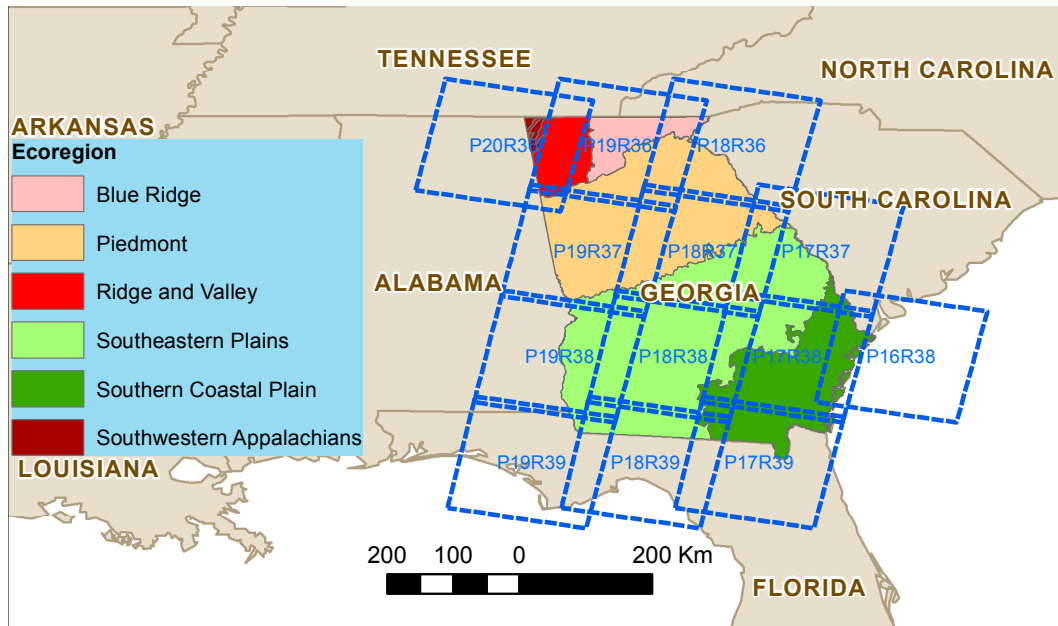 TENNESSEE
NORTH CAROLINA
ARKANSAS
Ecoregion
Blue Ridge
Piedmont
Ridge and Valley
Southeastern Plains
Southern Coastal Plain
Southwestern Appalachians
LOUISIANA
P20R36
P19R36
P18R36
SOUTH CAROLINA
P19R37
P18R37
P17R37
ALABAMA
GEORGIA
P19R38
P18R38
P17R38
P16R38
P19R39
P18R39
P17R39
200 100 0 200 Km
FLORIDA